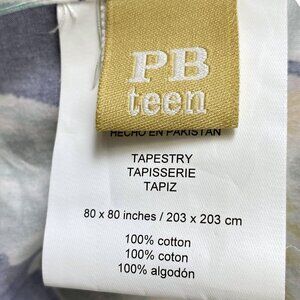 PB
teen
HECHO EN PAKISTAN
TAPESTRY
TAPISSERIE
TAPIZ
80 x 80 inches / 203 x 203 cm
100% cotton
100% coton
100% algodón